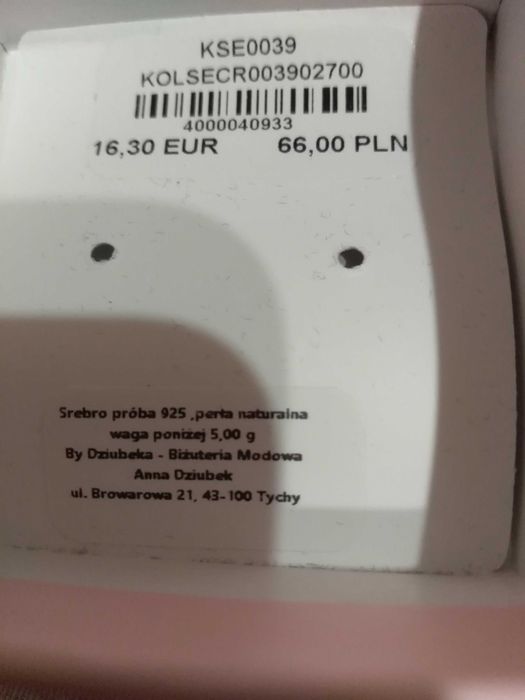 KSE0039
KOLSECR003902700
4000040933
16,30 EUR 66,00 PLN
Srebro próba 925 ,perła naturalna
waga poniżej 5,00 g
By Dziubeka - Biżuteria Modowa
Anna Dziubek
ul. Browarowa 21, 43-100 Tychy